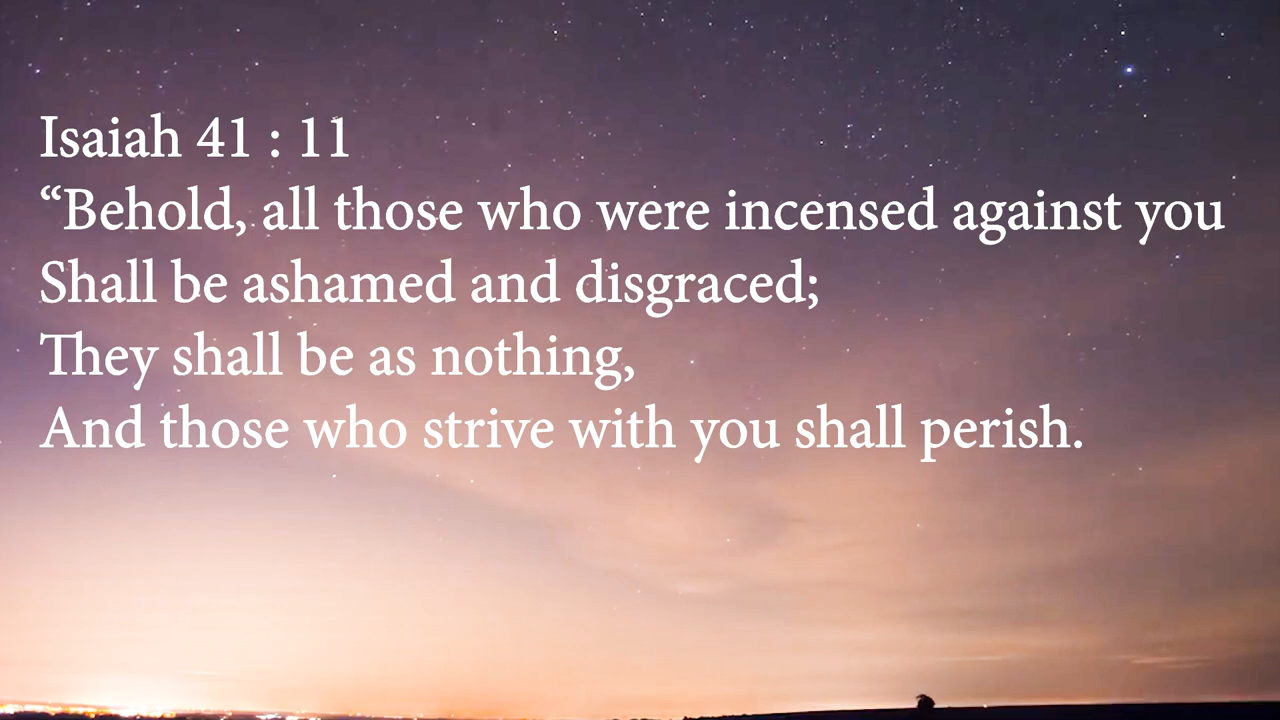 Isaiah 41 : 11
“Behold, all those who were incensed against you
Shall be ashamed and disgraced;
They shall be as nothing,
And those who strive with you shall perish.